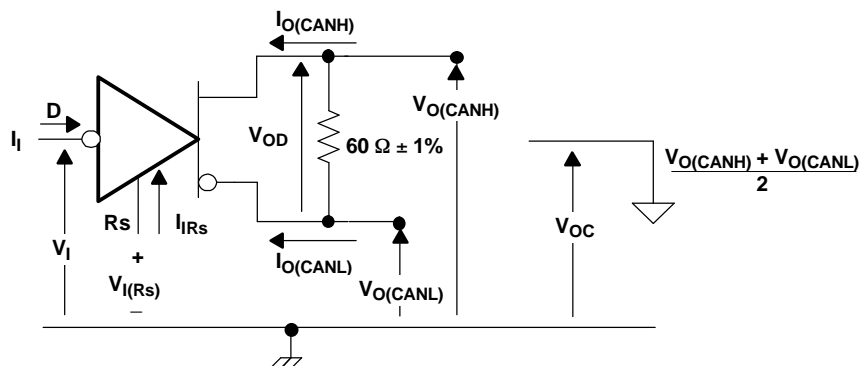 I_O(CANH)
D
I_I
V_OD
60 Ω ± 1%
V_O(CANH)
V_O(CANH) + V_O(CANL)
2
V_OC
Rs
I_IRs
V_I
+
V_I(Rs)
–
I_O(CANL)
V_O(CANL)